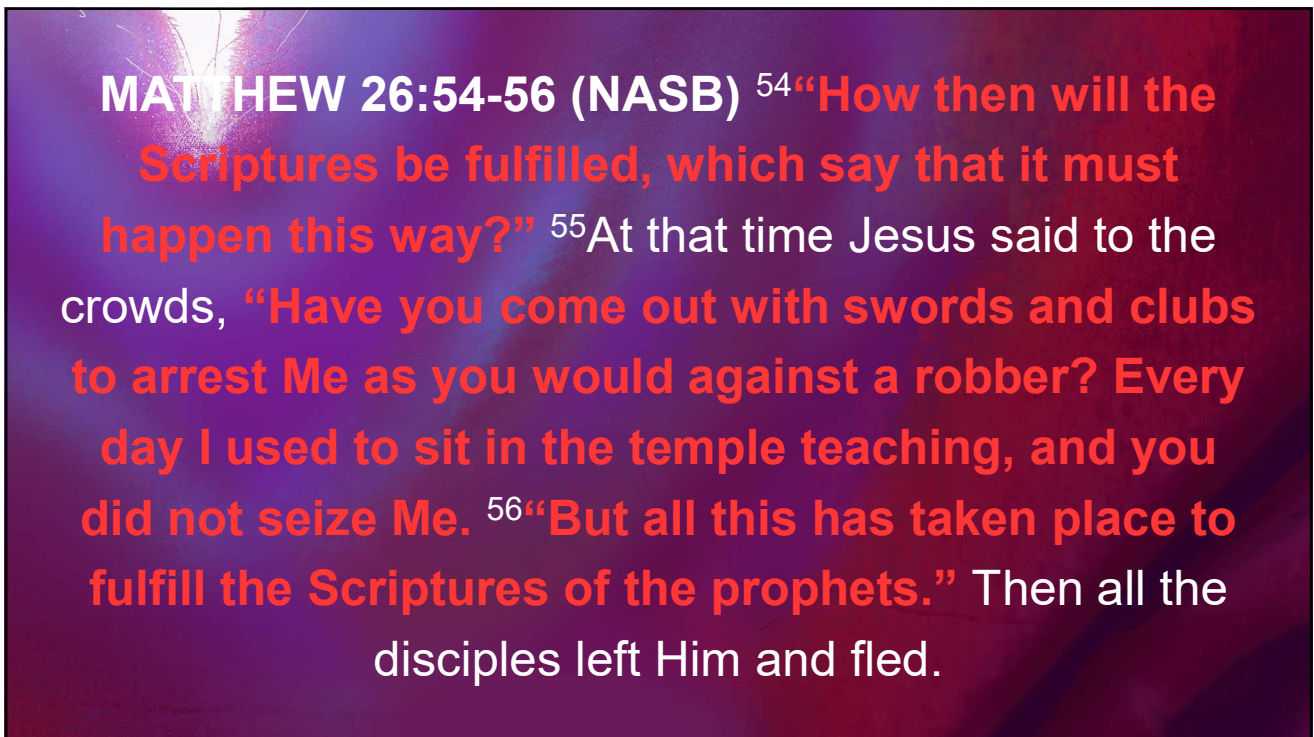 MATTHEW 26:54-56 (NASB) 54“How then will the
Scriptures be fulfilled, which say that it must
happen this way?” 55At that time Jesus said to the
crowds, “Have you come out with swords and clubs
to arrest Me as you would against a robber? Every
day I used to sit in the temple teaching, and you
did not seize Me. 56“But all this has taken place to
fulfill the Scriptures of the prophets.” Then all the
disciples left Him and fled.